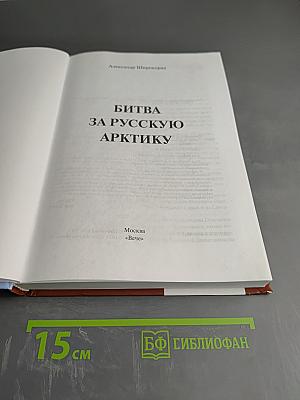 Александр Широкорад
БИТВА
ЗА РУССКУЮ
АРКТИКУ
Москва
«Вече»
15 см
БФ БИБЛИОФАН